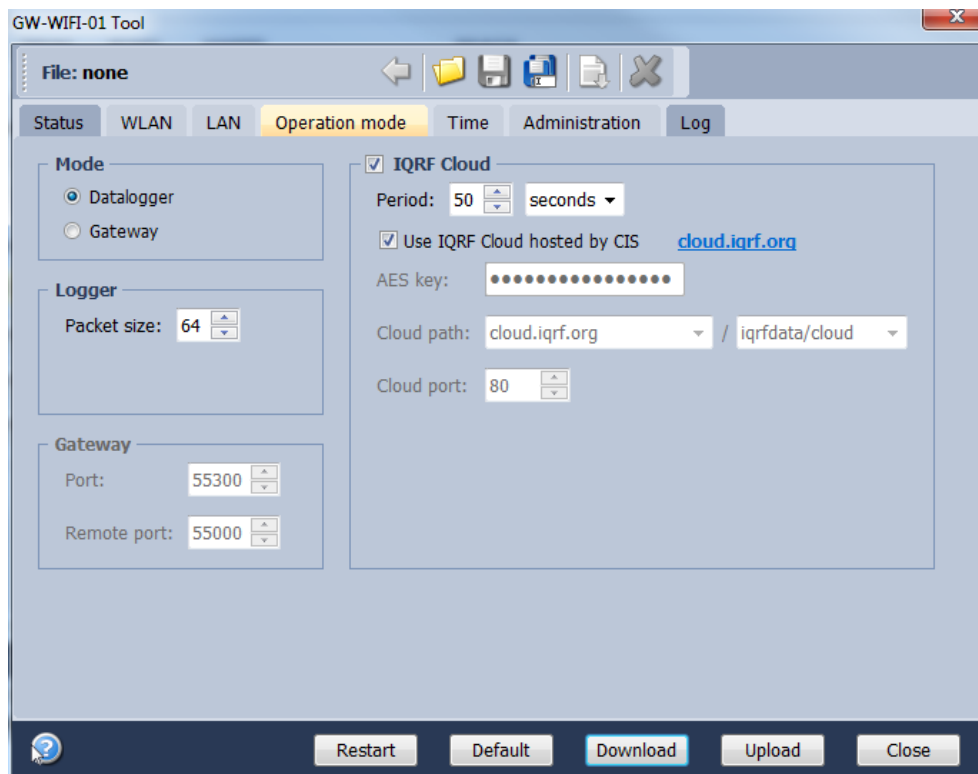 GW-WIFI-01 Tool
File: none
Status WLAN LAN Operation mode Time Administration Log
Mode
Datalogger
Gateway
Logger
Packet size: 64
Gateway
Port: 55300
Remote port: 55000
IQRF Cloud
Period: 50 seconds
Use IQRF Cloud hosted by CIS cloud.iqrf.org
AES key: ●●●●●●●●●●●●●●●●
Cloud path: cloud.iqrf.org / iqrfdata/cloud
Cloud port: 80
Restart Default Download Upload Close